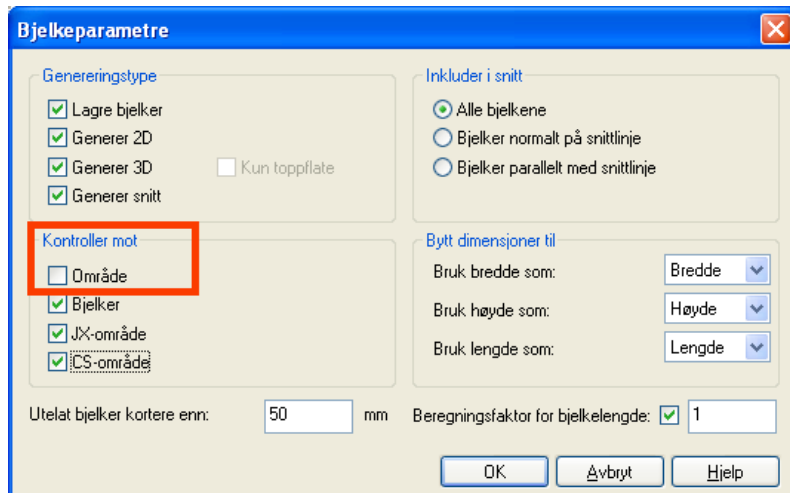 Bjelkeparametre
Genereringstype
Lagre bjelker
Generer 2D
Generer 3D Kun toppflate
Generer snitt
Inkluder i snitt
Alle bjelkene
Bjelker normalt på snittlinje
Bjelker parallelt med snittlinje
Kontroller mot
Område
Bjelker
JX-område
CS-område
Bytt dimensjoner til
Bruk bredde som: Bredde
Bruk høyde som: Høyde
Bruk lengde som: Lengde
Utelat bjelker kortere enn: 50 mm
Beregningsfaktor for bjelkelengde: 1
OK Avbryt Hjelp